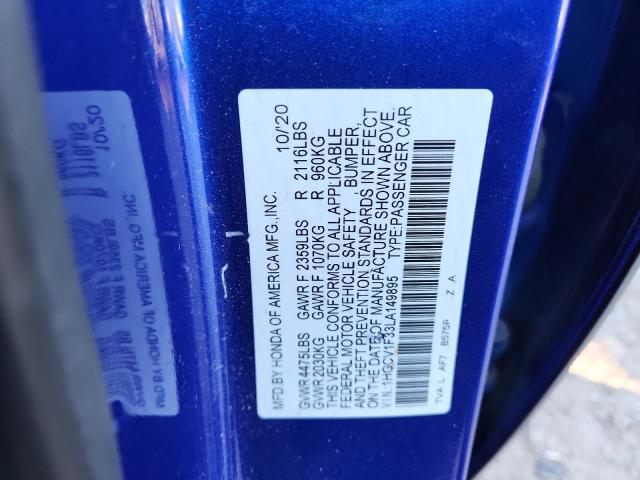 MFD.BY HONDA OF AMERICA MFG.,INC. 10/20
GVWR 4475LBS GAWR F 2359LBS R 2116LBS
GVWR 2030KG GAWR F 1070KG R 960KG
THIS VEHICLE CONFORMS TO ALL APPLICABLE
FEDERAL MOTOR VEHICLE SAFETY , BUMPER,
AND THEFT PREVENTION STANDARDS IN EFFECT
ON THE DATE OF MANUFACTURE SHOWN ABOVE.
V.I.N.:1HGCV1F33LA149895 TYPE:PASSENGER CAR
TVA L AF7 B575P Z A